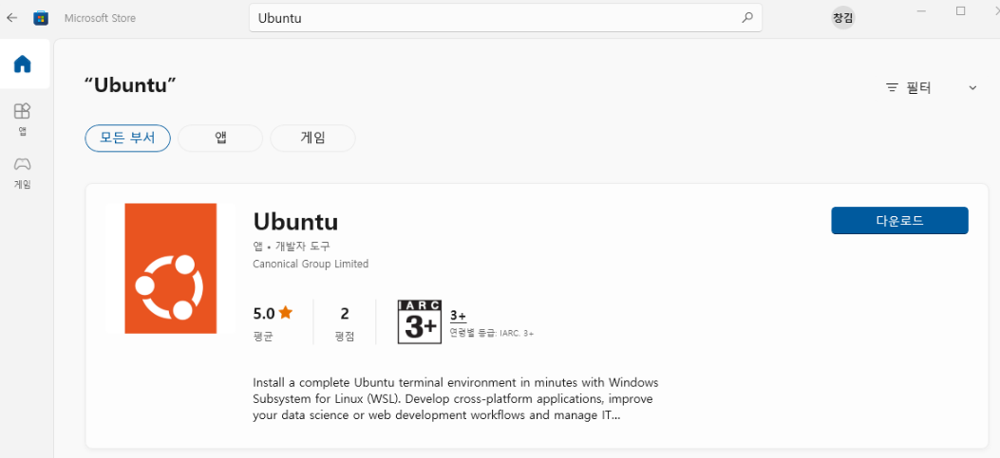 Microsoft Store
Ubuntu
창김
“Ubuntu”
필터
앱
게임
모든 부서
앱
게임
Ubuntu
다운로드
앱 • 개발자 도구
Canonical Group Limited
5.0
평균
2
평점
IARC
3+
3+
연령별 등급: IARC. 3+
Install a complete Ubuntu terminal environment in minutes with Windows
Subsystem for Linux (WSL). Develop cross-platform applications, improve
your data science or web development workflows and manage IT...